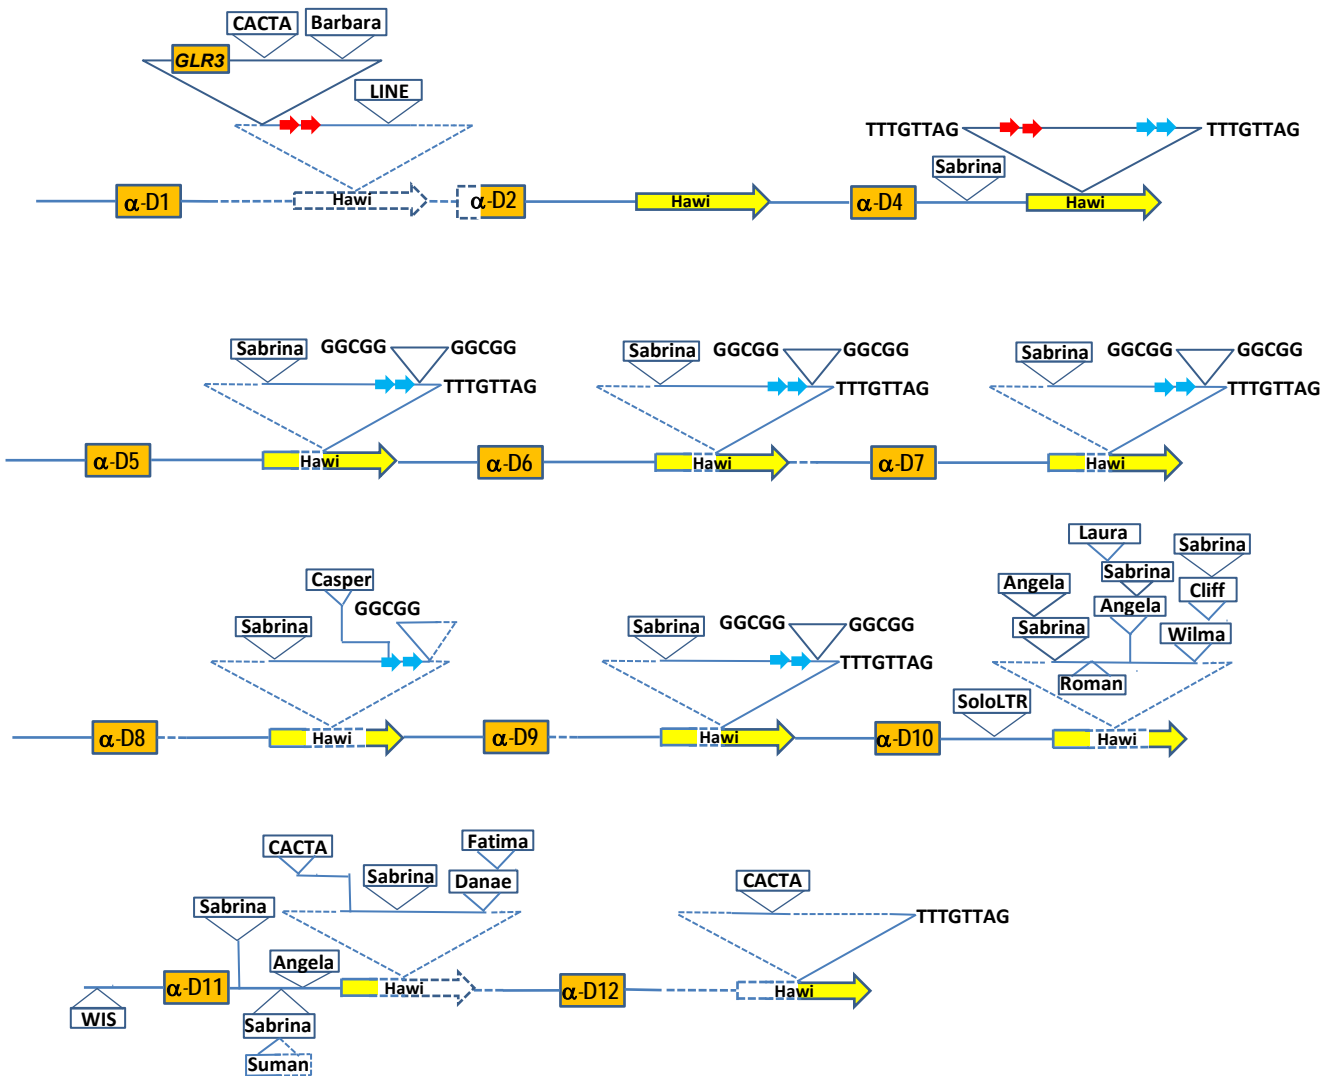 CACTA Barbara
GLR3
LINE
TTTGTTAG TTTGTTAG
Sabrina
α-D1 Hawi α-D2 Hawi α-D4 Hawi
Sabrina GGCGG GGCGG Sabrina GGCGG GGCGG Sabrina GGCGG GGCGG
TTTGTTAG TTTGTTAG TTTGTTAG
α-D5 Hawi α-D6 Hawi α-D7 Hawi
Laura Sabrina
Casper Angela Sabrina Cliff
GGCGG Angela
Sabrina Sabrina GGCGG GGCGG Sabrina Wilma
TTTGTTAG
Roman
SoloLTR
α-D8 Hawi α-D9 Hawi α-D10 Hawi
CACTA Fatima
Sabrina Danae CACTA
Sabrina TTTGTTAG
Angela
α-D11 Hawi α-D12 Hawi
WIS Sabrina
Suman